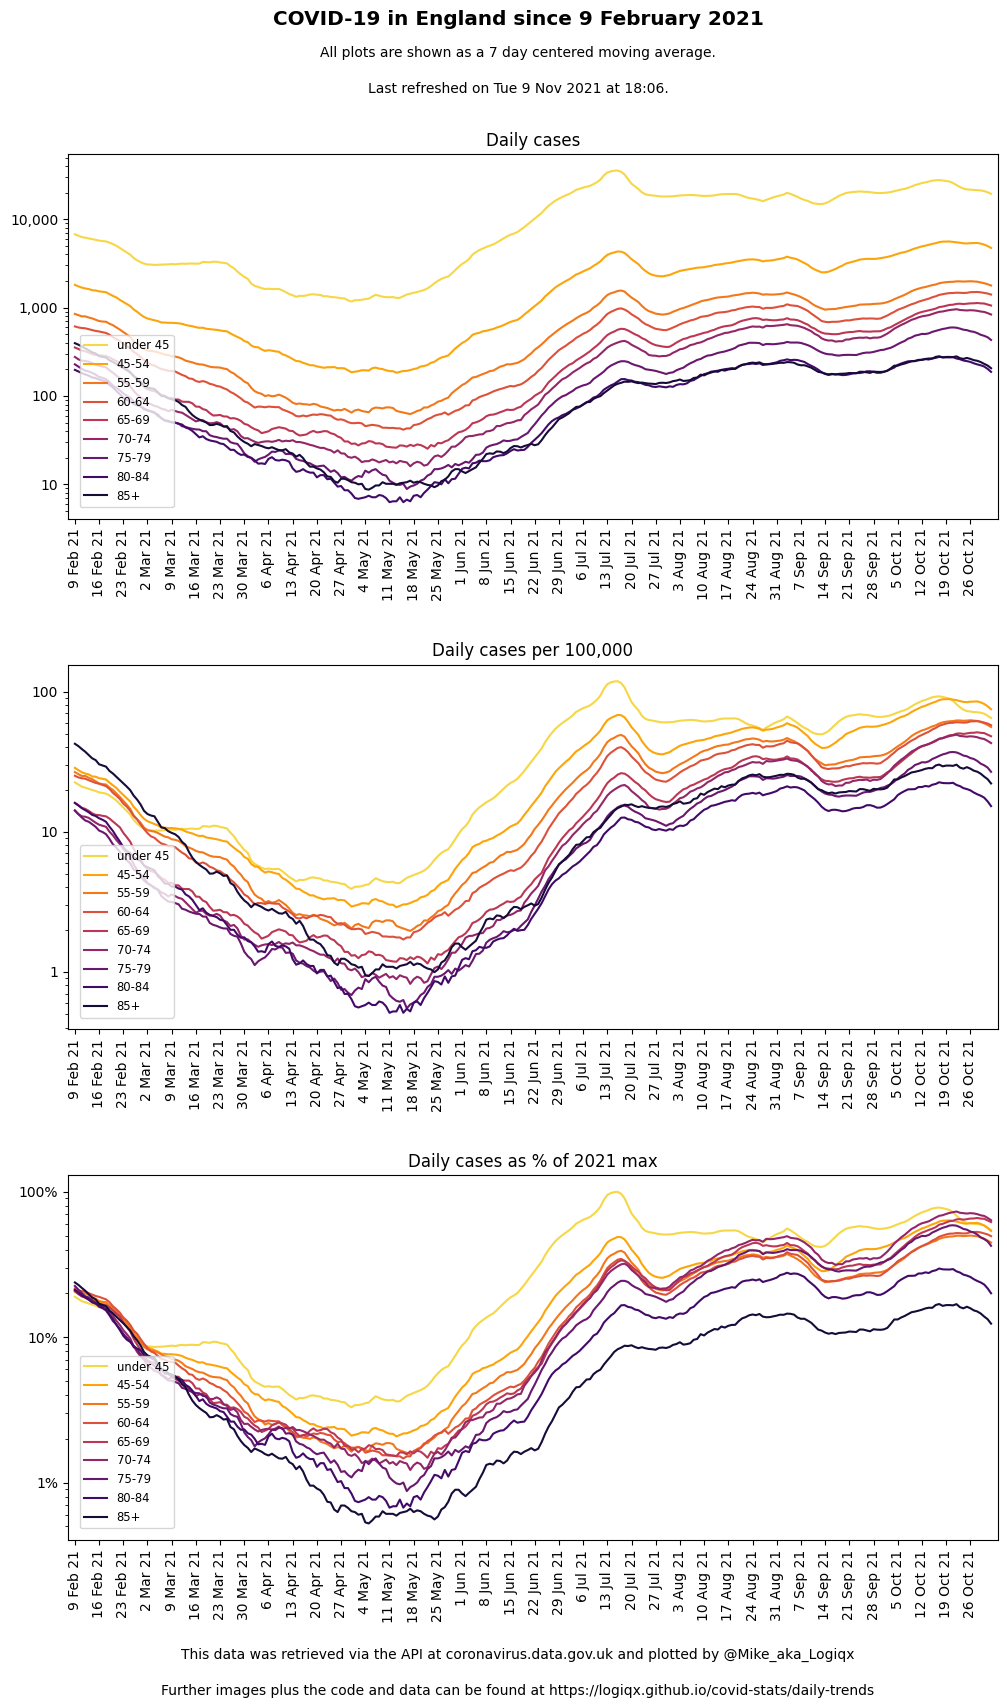 COVID-19 in England since 9 February 2021
All plots are shown as a 7 day centered moving average.
Last refreshed on Tue 9 Nov 2021 at 18:06.
Daily cases
10,000
1,000
100
10
under 45
45-54
55-59
60-64
65-69
70-74
75-79
80-84
85+
9 Feb 21
16 Feb 21
23 Feb 21
2 Mar 21
9 Mar 21
16 Mar 21
23 Mar 21
30 Mar 21
6 Apr 21
13 Apr 21
20 Apr 21
27 Apr 21
4 May 21
11 May 21
18 May 21
25 May 21
1 Jun 21
8 Jun 21
15 Jun 21
22 Jun 21
29 Jun 21
6 Jul 21
13 Jul 21
20 Jul 21
27 Jul 21
3 Aug 21
10 Aug 21
17 Aug 21
24 Aug 21
31 Aug 21
7 Sep 21
14 Sep 21
21 Sep 21
28 Sep 21
5 Oct 21
12 Oct 21
19 Oct 21
26 Oct 21
Daily cases per 100,000
100
10
1
under 45
45-54
55-59
60-64
65-69
70-74
75-79
80-84
85+
9 Feb 21
16 Feb 21
23 Feb 21
2 Mar 21
9 Mar 21
16 Mar 21
23 Mar 21
30 Mar 21
6 Apr 21
13 Apr 21
20 Apr 21
27 Apr 21
4 May 21
11 May 21
18 May 21
25 May 21
1 Jun 21
8 Jun 21
15 Jun 21
22 Jun 21
29 Jun 21
6 Jul 21
13 Jul 21
20 Jul 21
27 Jul 21
3 Aug 21
10 Aug 21
17 Aug 21
24 Aug 21
31 Aug 21
7 Sep 21
14 Sep 21
21 Sep 21
28 Sep 21
5 Oct 21
12 Oct 21
19 Oct 21
26 Oct 21
Daily cases as % of 2021 max
100%
10%
1%
under 45
45-54
55-59
60-64
65-69
70-74
75-79
80-84
85+
9 Feb 21
16 Feb 21
23 Feb 21
2 Mar 21
9 Mar 21
16 Mar 21
23 Mar 21
30 Mar 21
6 Apr 21
13 Apr 21
20 Apr 21
27 Apr 21
4 May 21
11 May 21
18 May 21
25 May 21
1 Jun 21
8 Jun 21
15 Jun 21
22 Jun 21
29 Jun 21
6 Jul 21
13 Jul 21
20 Jul 21
27 Jul 21
3 Aug 21
10 Aug 21
17 Aug 21
24 Aug 21
31 Aug 21
7 Sep 21
14 Sep 21
21 Sep 21
28 Sep 21
5 Oct 21
12 Oct 21
19 Oct 21
26 Oct 21
This data was retrieved via the API at coronavirus.data.gov.uk and plotted by @Mike_aka_Logiqx
Further images plus the code and data can be found at https://logiqx.github.io/covid-stats/daily-trends